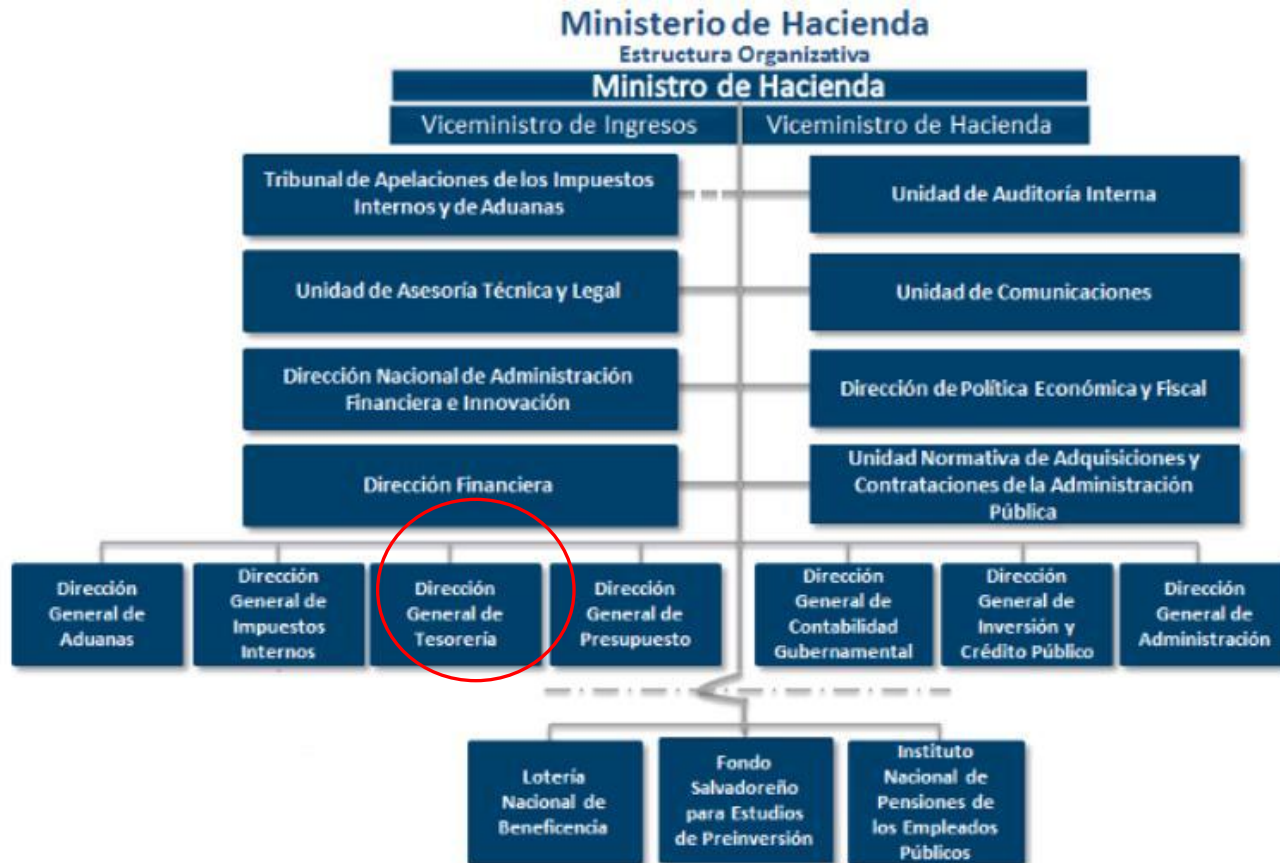 Ministerio de Hacienda
Estructura Organizativa
Ministro de Hacienda
Viceministro de Ingresos
Viceministro de Hacienda
Tribunal de Apelaciones de los Impuestos
Internos y de Aduanas
Unidad de Auditoría Interna
Unidad de Asesoría Técnica y Legal
Unidad de Comunicaciones
Dirección Nacional de Administración
Financiera e Innovación
Dirección de Política Económica y Fiscal
Dirección Financiera
Unidad Normativa de Adquisiciones y
Contrataciones de la Administración
Pública
Dirección
General de
Aduanas
Dirección
General de
Impuestos
Internos
Dirección
General de
Tesorería
Dirección
General de
Presupuesto
Dirección
General de
Contabilidad
Gubernamental
Dirección
General de
Inversión y
Crédito Público
Dirección
General de
Administración
Lotería
Nacional de
Beneficencia
Fondo
Salvadoreño
para Estudios
de Preinversión
Instituto
Nacional de
Pensiones de
los Empleados
Públicos